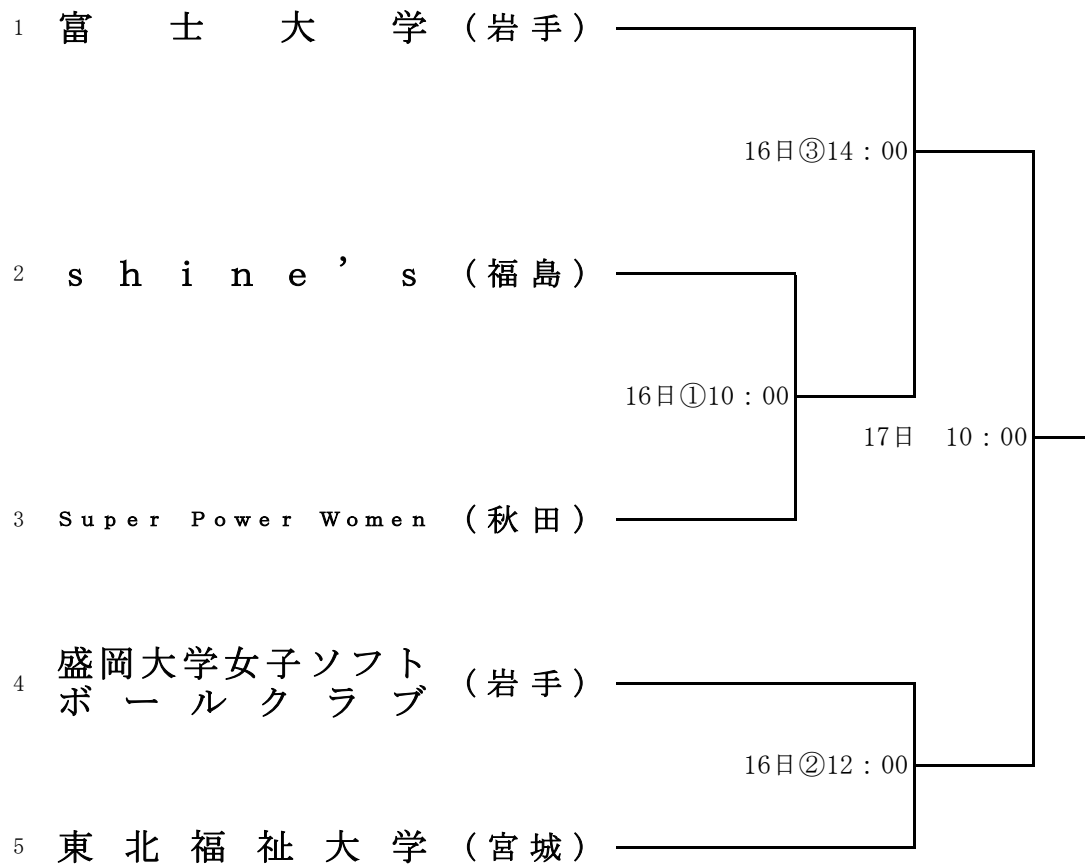 1 富士大学 (岩手)
16日③14:00
2 shine’s (福島)
16日①10:00
17日 10:00
3 Super Power Women (秋田)
4 盛岡大学女子ソフト
ボールクラブ (岩手)
16日②12:00
5 東北福祉大学 (宮城)